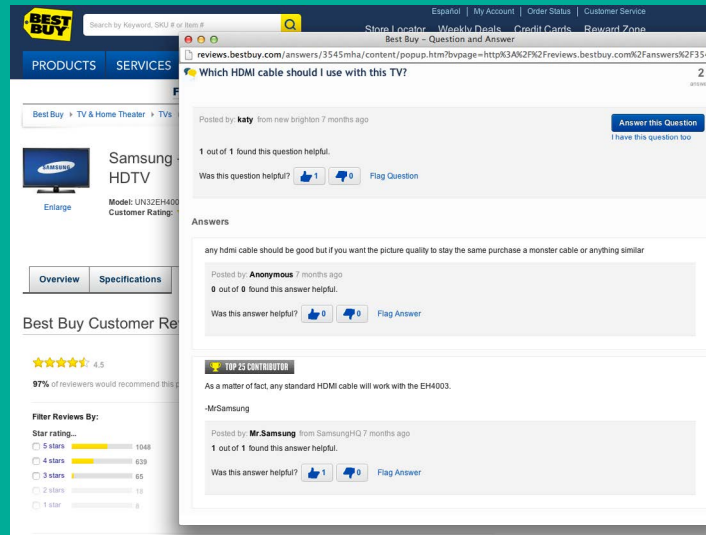 Español | My Account | Order Status | Customer Service
BEST BUY
Search by Keyword, SKU # or Item #
Store Locator Weekly Deals Credit Cards Reward Zone
PRODUCTS SERVICES
Best Buy TV & Home Theater TVs
SAMSUNG
Enlarge
Samsung -
HDTV
Model: UN32EH400
Customer Rating:
Overview Specifications
Best Buy Customer Re
4.5
97% of reviewers would recommend this p
Filter Reviews By:
Star rating...
5 stars 1048
4 stars 639
3 stars 65
2 stars
1 star
Best Buy – Question and Answer
reviews.bestbuy.com/answers/3545mha/content/popup.htm?bvpage=http%3A%2F%2Freviews.bestbuy.com%2Fanswers%2F354
Which HDMI cable should I use with this TV?
2
answe
Posted by: katy from new brighton 7 months ago
Answer this Question
I have this question too
1 out of 1 found this question helpful.
Was this question helpful? 1 0 Flag Question
Answers
any hdmi cable should be good but if you want the picture quality to stay the same purchase a monster cable or anything similar
Posted by: Anonymous 7 months ago
0 out of 0 found this answer helpful.
Was this answer helpful? 0 0 Flag Answer
TOP 25 CONTRIBUTOR
As a matter of fact, any standard HDMI cable will work with the EH4003.
-MrSamsung
Posted by: Mr.Samsung from SamsungHQ 7 months ago
1 out of 1 found this answer helpful.
Was this answer helpful? 1 0 Flag Answer